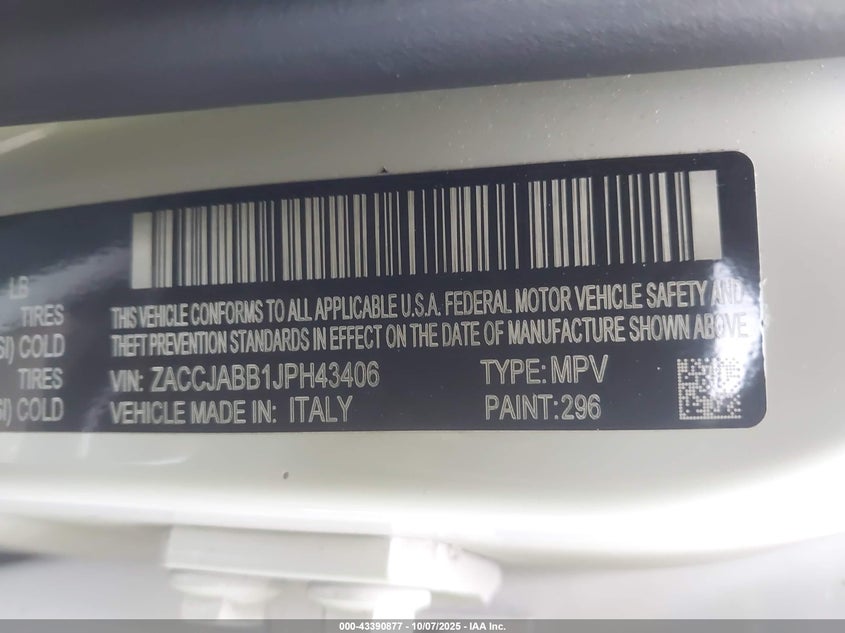 LB
TIRES
SI) COLD
TIRES
SI) COLD
THIS VEHICLE CONFORMS TO ALL APPLICABLE U.S.A. FEDERAL MOTOR VEHICLE SAFETY AND
THEFT PREVENTION STANDARDS IN EFFECT ON THE DATE OF MANUFACTURE SHOWN ABOVE
VIN: ZACCJABB1JPH43406 TYPE: MPV
VEHICLE MADE IN: ITALY PAINT:296
000-43390877 - 10/07/2025 - IAA Inc.